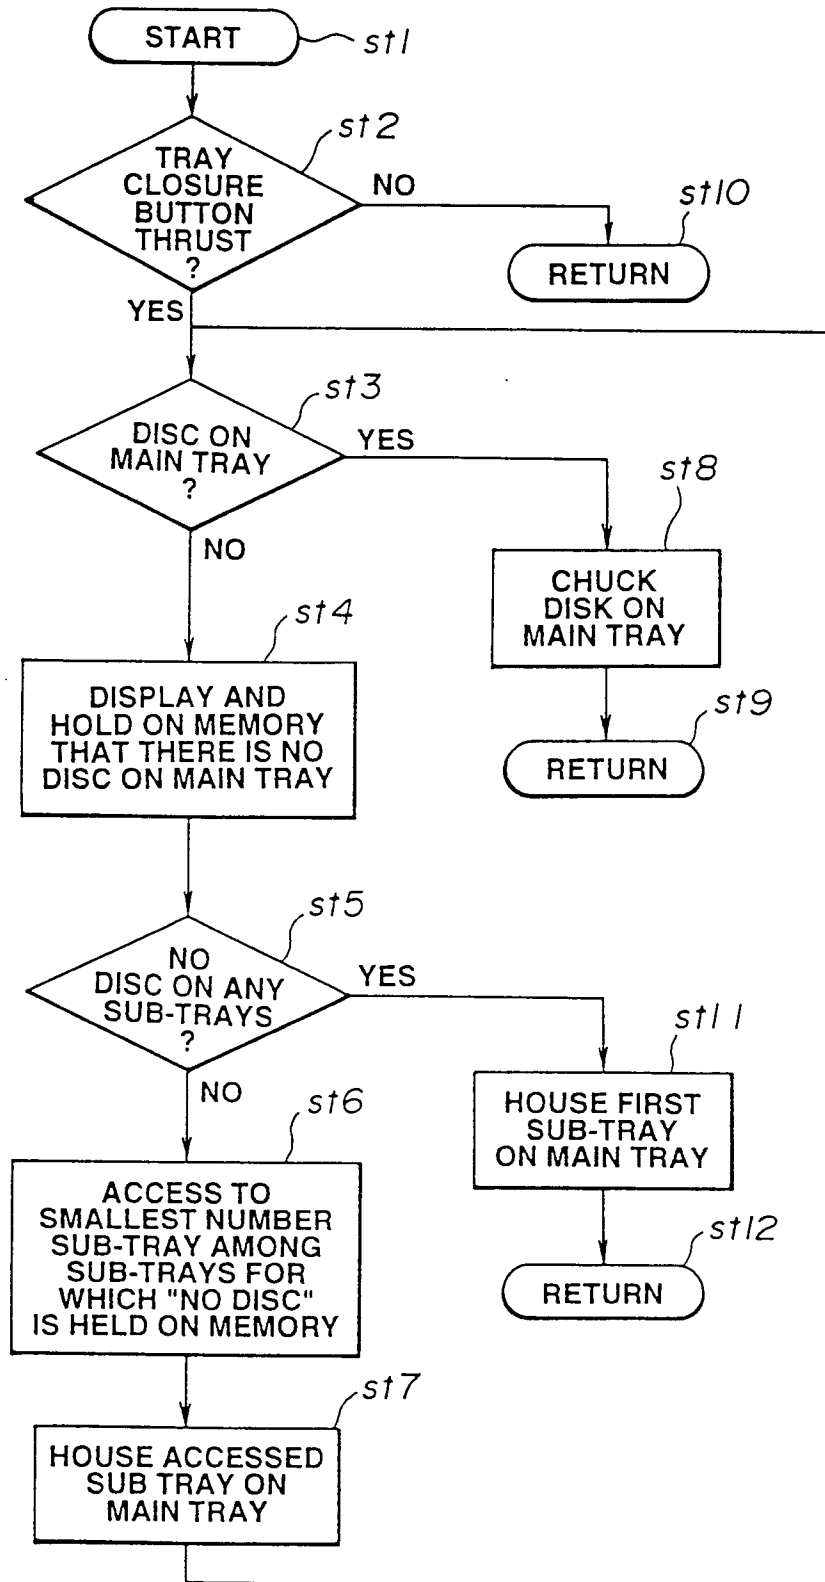 START
st1
st2
TRAY
CLOSURE
BUTTON
THRUST
?
NO
st10
RETURN
YES
st3
DISC ON
MAIN TRAY
?
YES
st8
NO
CHUCK
DISK ON
MAIN TRAY
st4
st9
DISPLAY AND
HOLD ON MEMORY
THAT THERE IS NO
DISC ON MAIN TRAY
RETURN
st5
NO
DISC ON ANY
SUB-TRAYS
?
YES
st11
NO
HOUSE FIRST
SUB-TRAY
ON MAIN TRAY
st6
ACCESS TO
SMALLEST NUMBER
SUB-TRAY AMONG
SUB-TRAYS FOR
WHICH "NO DISC"
IS HELD ON MEMORY
st12
RETURN
st7
HOUSE ACCESSED
SUB TRAY ON
MAIN TRAY